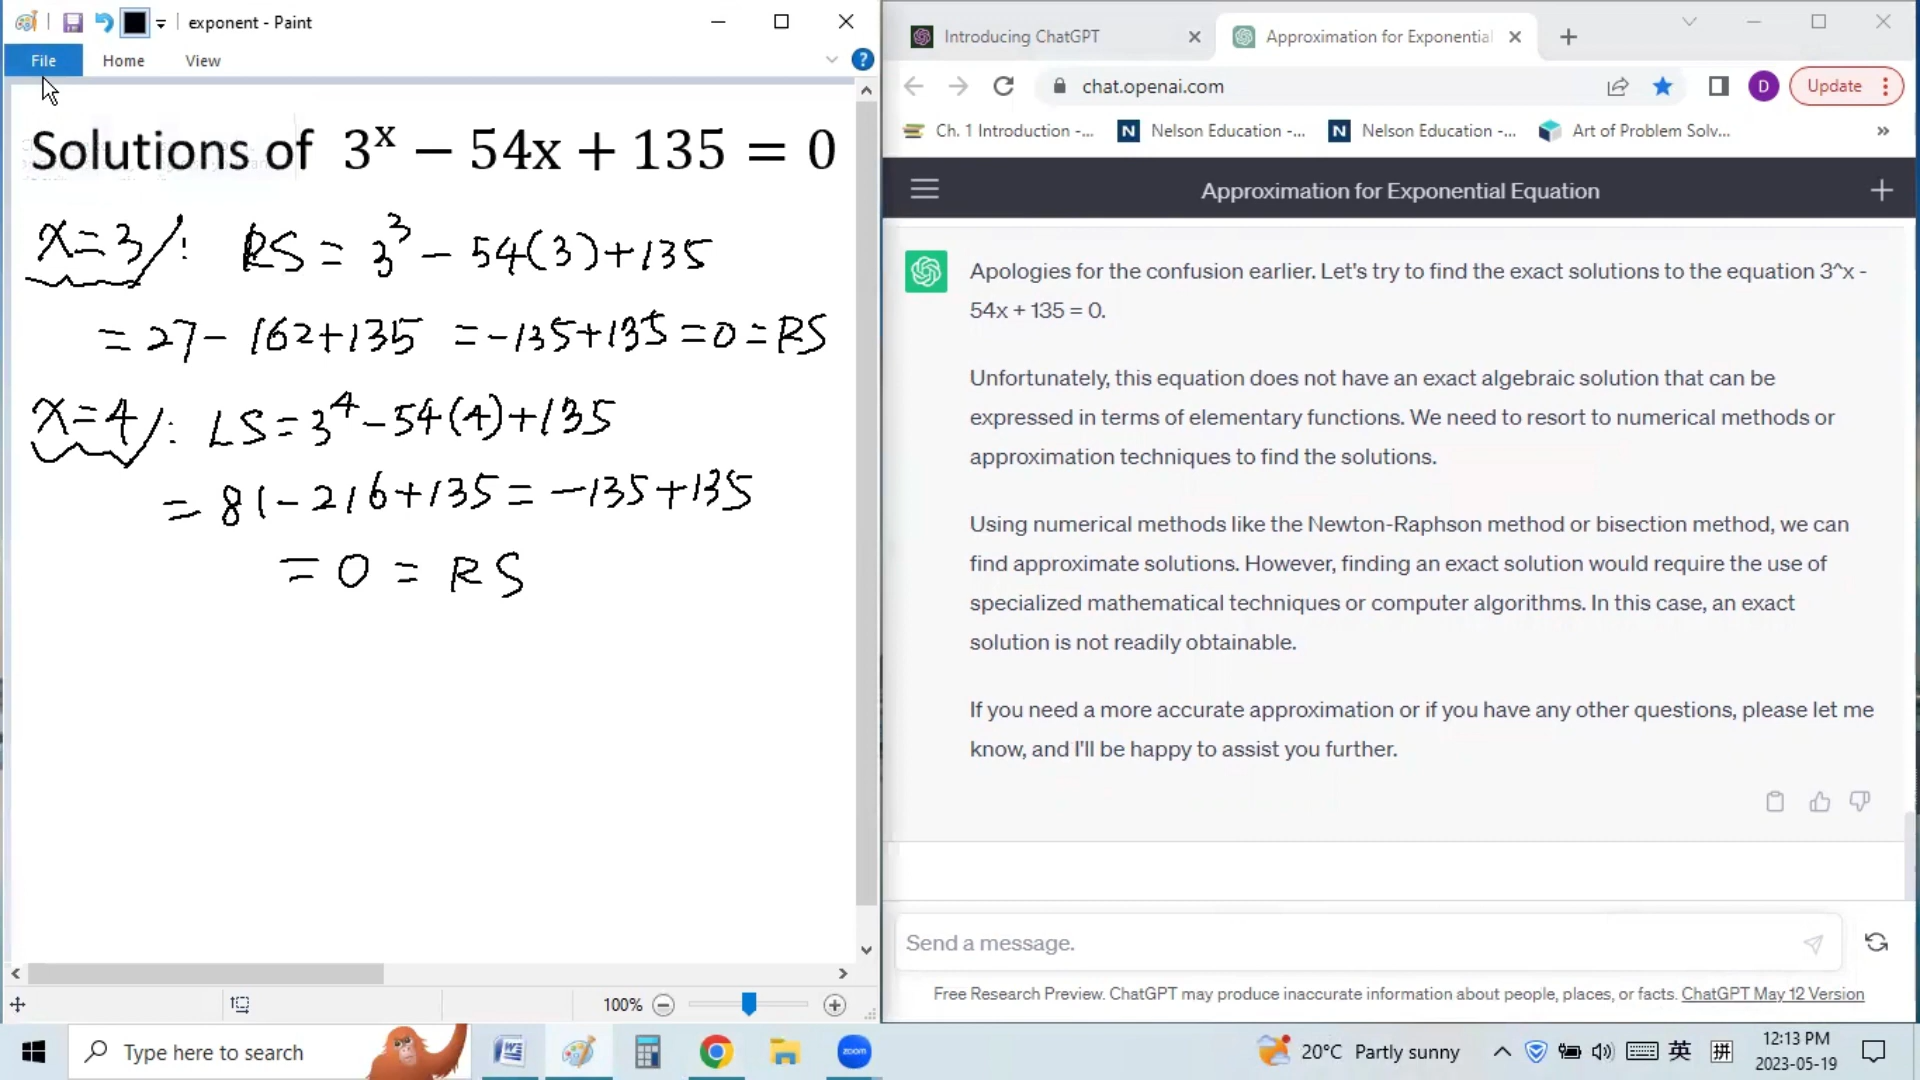 exponent - Paint
File Home View
Solutions of 3ˣ − 54x + 135 = 0
x=3/: RS = 3³ - 54(3)+135
= 27 - 162+135 = -135+135 = 0 = RS
x=4/: LS = 3⁴ - 54(4)+135
= 81 - 216+135 = -135+135
= 0 = RS
100%
Introducing ChatGPT
Approximation for Exponential
chat.openai.com
D
Update
Ch. 1 Introduction -...
N Nelson Education -...
N Nelson Education -...
Art of Problem Solv...
»
Approximation for Exponential Equation
Apologies for the confusion earlier. Let's try to find the exact solutions to the equation 3^x -
54x + 135 = 0.
Unfortunately, this equation does not have an exact algebraic solution that can be
expressed in terms of elementary functions. We need to resort to numerical methods or
approximation techniques to find the solutions.
Using numerical methods like the Newton-Raphson method or bisection method, we can
find approximate solutions. However, finding an exact solution would require the use of
specialized mathematical techniques or computer algorithms. In this case, an exact
solution is not readily obtainable.
If you need a more accurate approximation or if you have any other questions, please let me
know, and I'll be happy to assist you further.
Send a message.
Free Research Preview. ChatGPT may produce inaccurate information about people, places, or facts. ChatGPT May 12 Version
Type here to search
zoom
20°C Partly sunny
英
拼
12:13 PM
2023-05-19